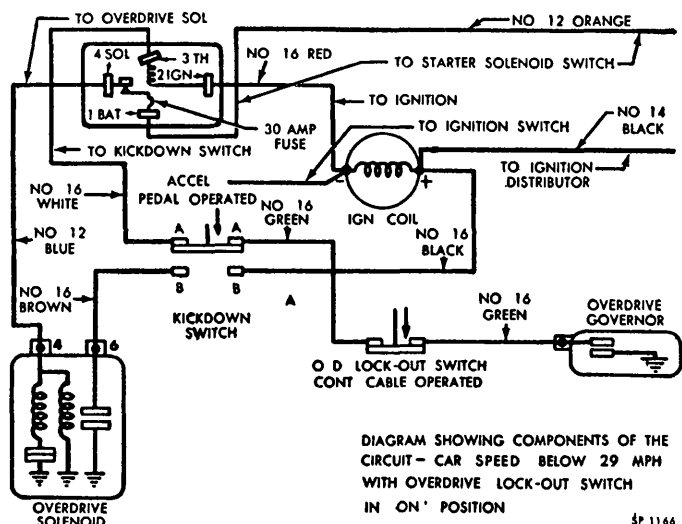 TO OVERDRIVE SOL
NO 12 ORANGE
4 SOL
3 TH
2 IGN
NO 16 RED
TO STARTER SOLENOID SWITCH
1 BAT
30 AMP
FUSE
TO IGNITION
NO 14
BLACK
TO KICKDOWN SWITCH
TO IGNITION SWITCH
TO IGNITION
DISTRIBUTOR
NO 16
WHITE
ACCEL
PEDAL OPERATED
- +
IGN COIL
NO 12
BLUE
A A
NO 16
GREEN
NO 16
BLACK
NO 16
BROWN
B B
A
KICKDOWN
SWITCH
NO 16
GREEN
OVERDRIVE
GOVERNOR
4 6
O D LOCK-OUT SWITCH
CONT CABLE OPERATED
DIAGRAM SHOWING COMPONENTS OF THE
CIRCUIT - CAR SPEED BELOW 29 MPH
WITH OVERDRIVE LOCK-OUT SWITCH
IN ON' POSITION
OVERDRIVE
SOLENOID
SP 1166